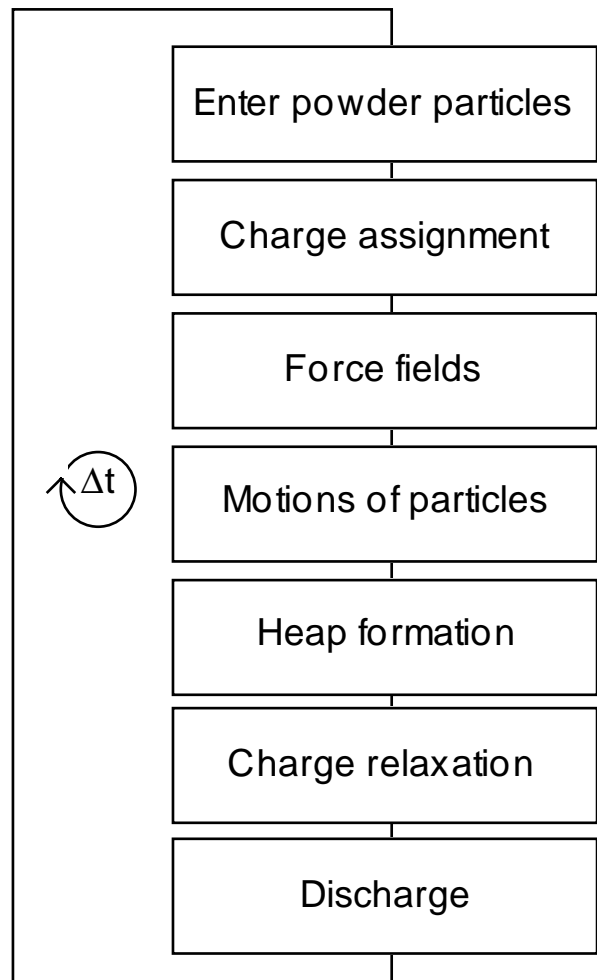 Enter powder particles
Charge assignment
Force fields
Δt
Motions of particles
Heap formation
Charge relaxation
Discharge